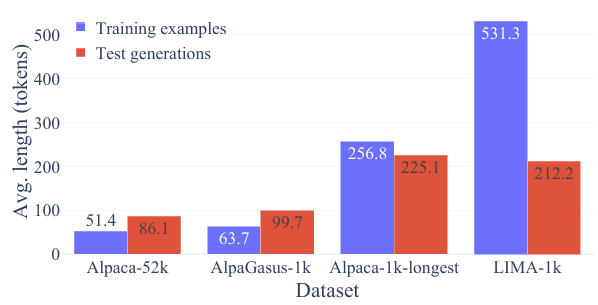 Training examples
Test generations
Avg. length (tokens)
500
400
300
200
100
0
51.4
86.1
63.7
99.7
256.8
225.1
531.3
212.2
Alpaca-52k
AlpaGasus-1k
Alpaca-1k-longest
LIMA-1k
Dataset